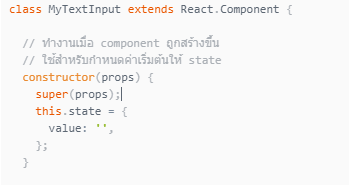 class MyTextInput extends React.Component {
// ทำงานเมื่อ component ถูกสร้างขึ้น
// ใช้สำหรับกำหนดค่าเริ่มต้นให้ state
constructor(props) {
super(props);
this.state = {
value: '',
};
}